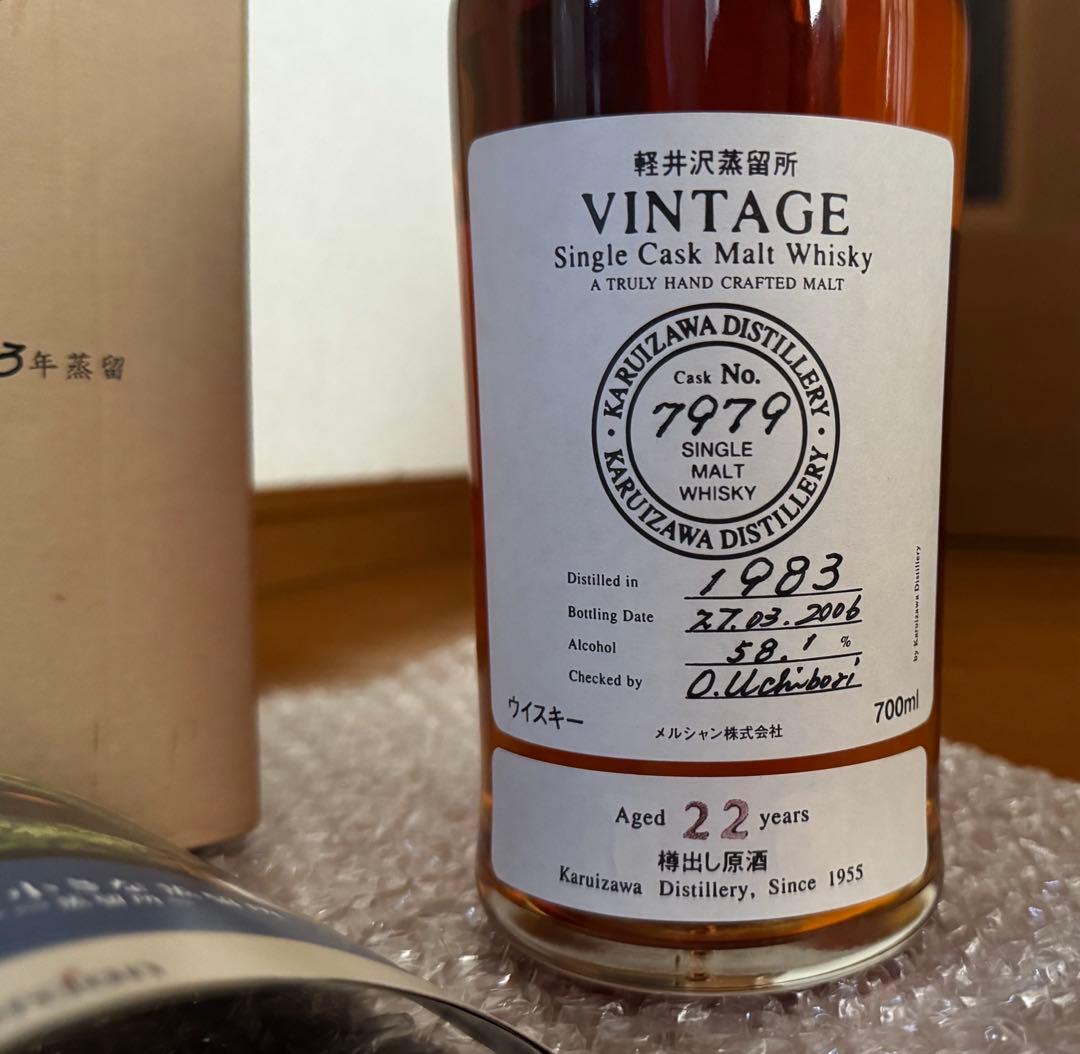 軽井沢蒸留所
VINTAGE
Single Cask Malt Whisky
A TRULY HAND CRAFTED MALT
KARUIZAWA DISTILLERY
Cask No.
7979
SINGLE
MALT
WHISKY
KARUIZAWA DISTILLERY
Distilled in 1983
Bottling Date 27.03.2006
Alcohol 58.1 %
Checked by O.Uchibori
by Karuizawa Distillery
ウイスキー
700ml
メルシャン株式会社
Aged 22 years
樽出し原酒
Karuizawa Distillery, Since 1955
3年蒸留